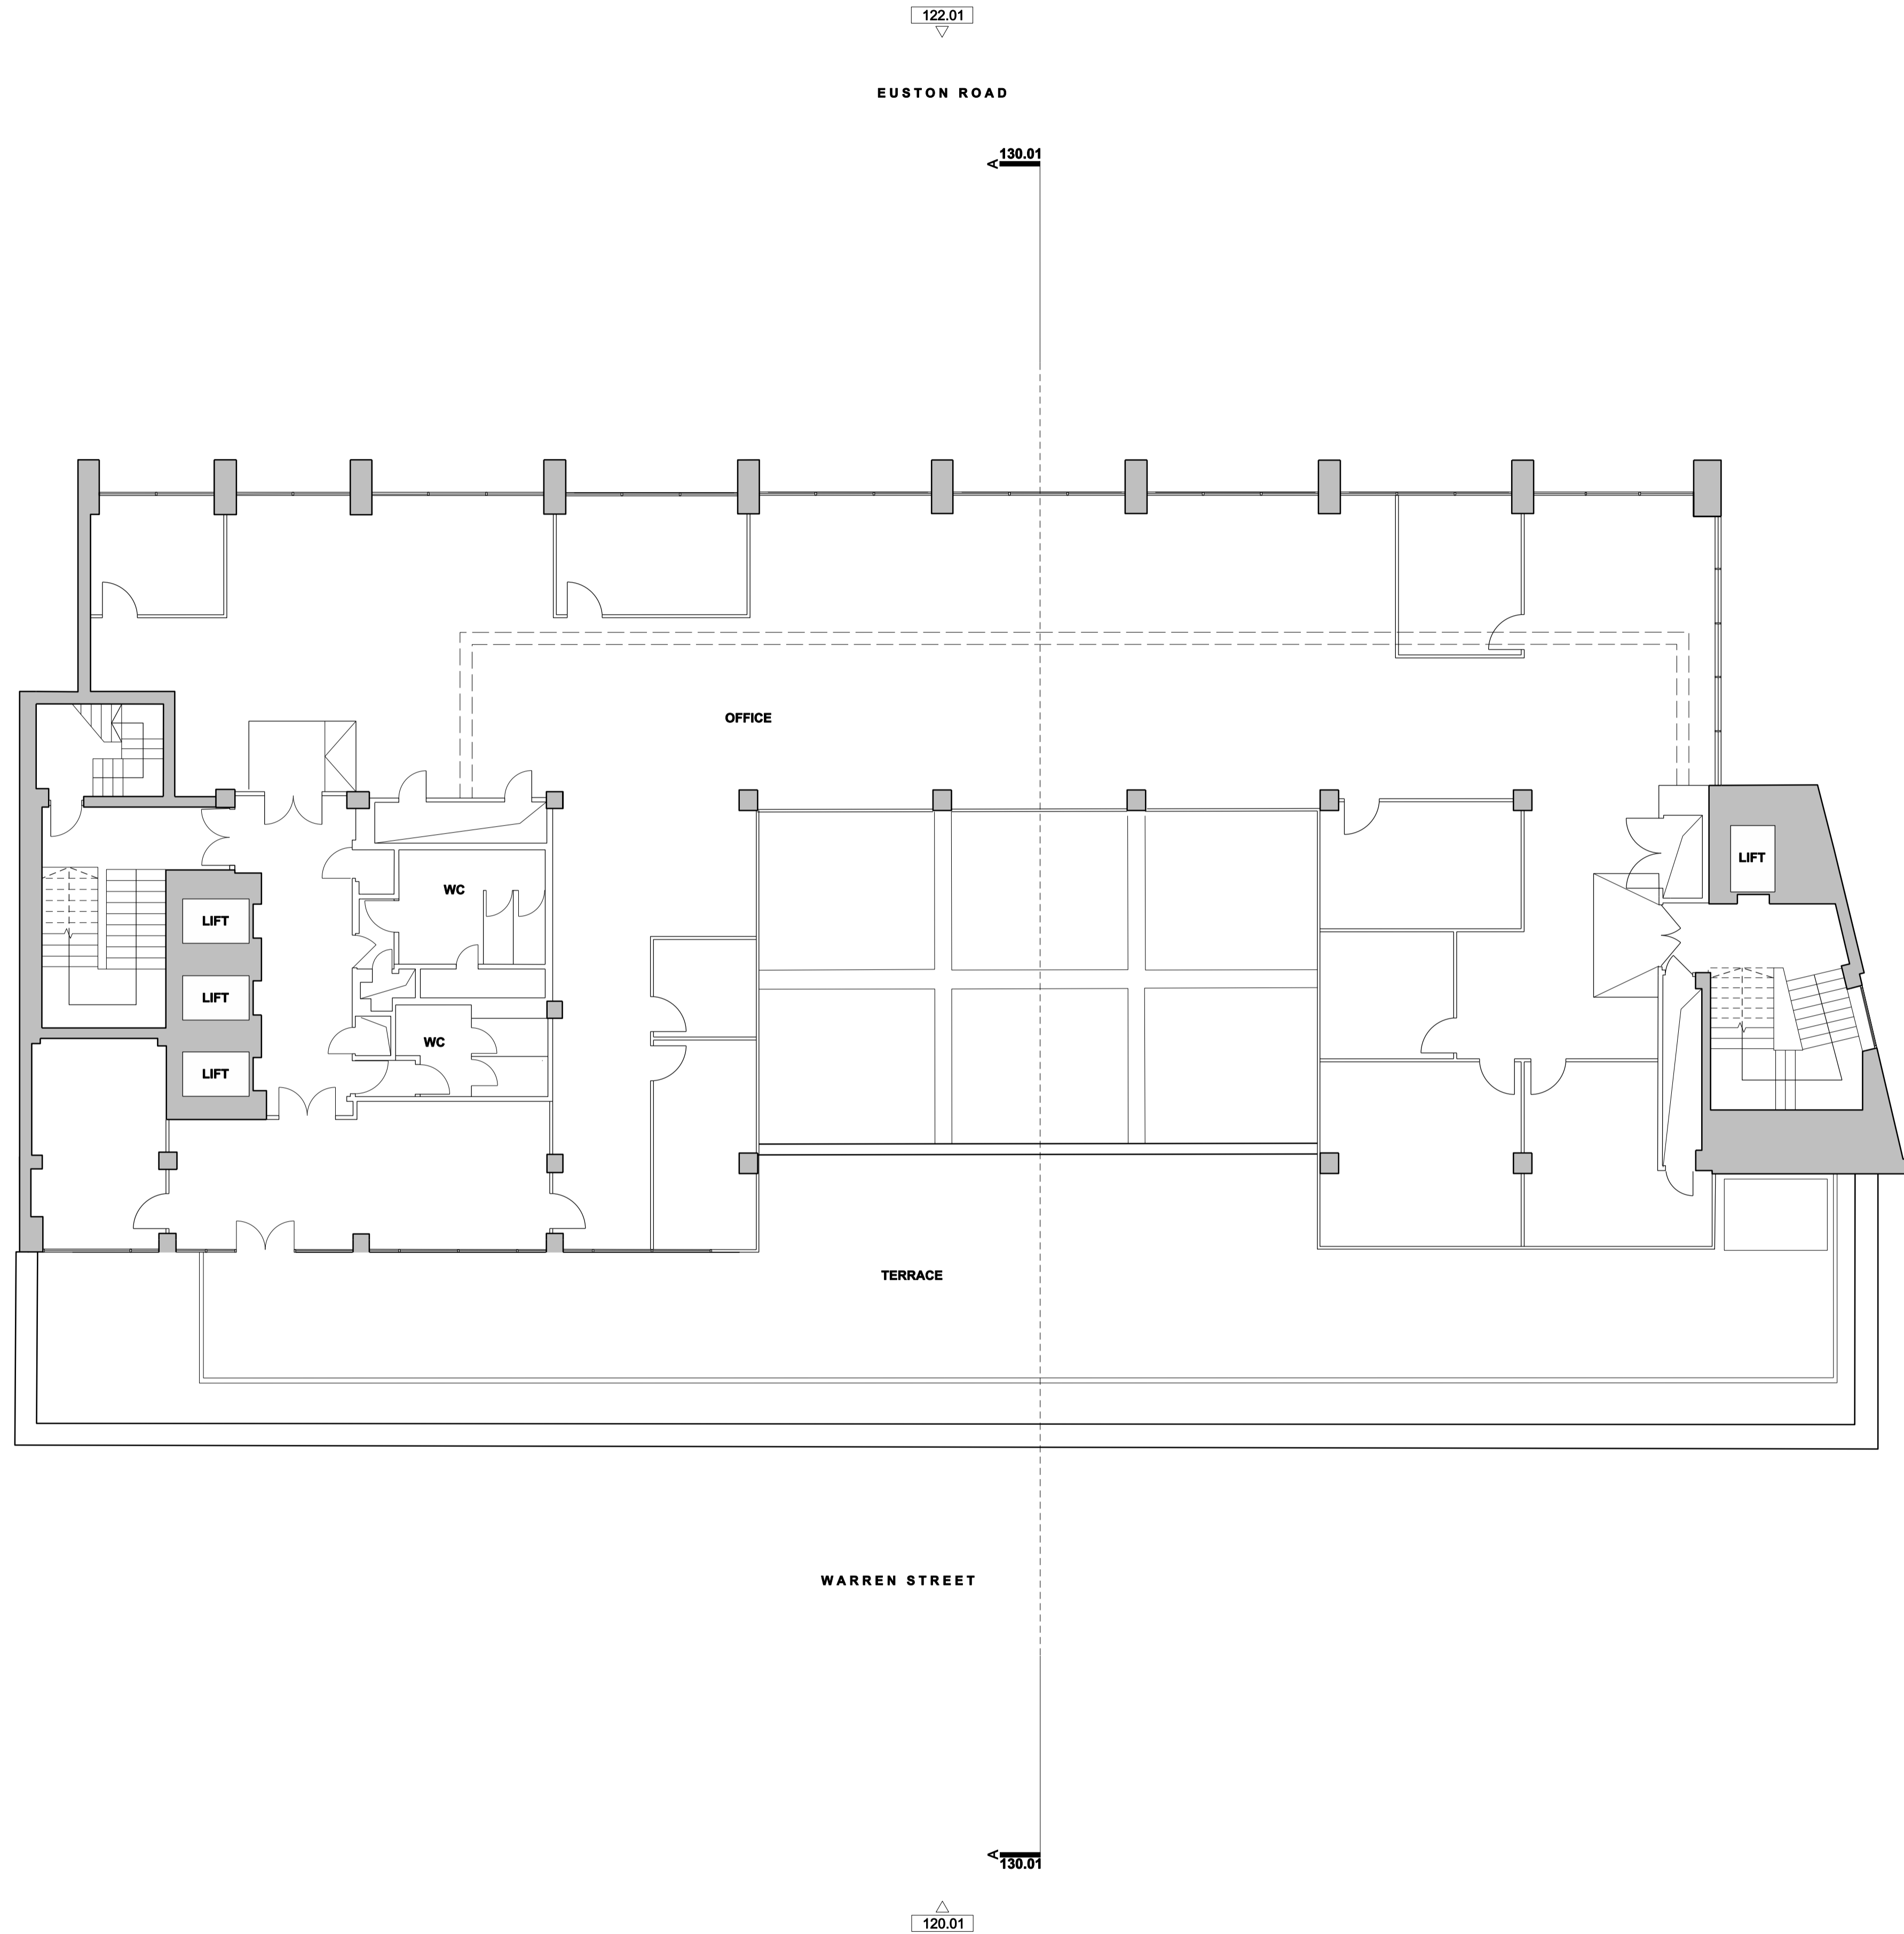 122.01
EUSTON ROAD
130.01
A
OFFICE
LIFT
WC
LIFT
LIFT
WC
LIFT
TERRACE
WARREN STREET
A
130.01
120.01